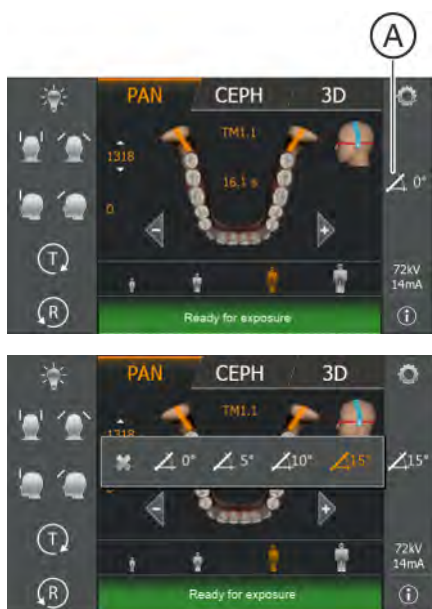 A
PAN CEPH 3D
TM1.1
1318
16,1 s
0° 
0
T
72kV
14mA
R
Ready for exposure
i
PAN CEPH 3D
TM1.1
1318
0° 5° 10° 15° 15°
T
72kV
14mA
R
Ready for exposure
i